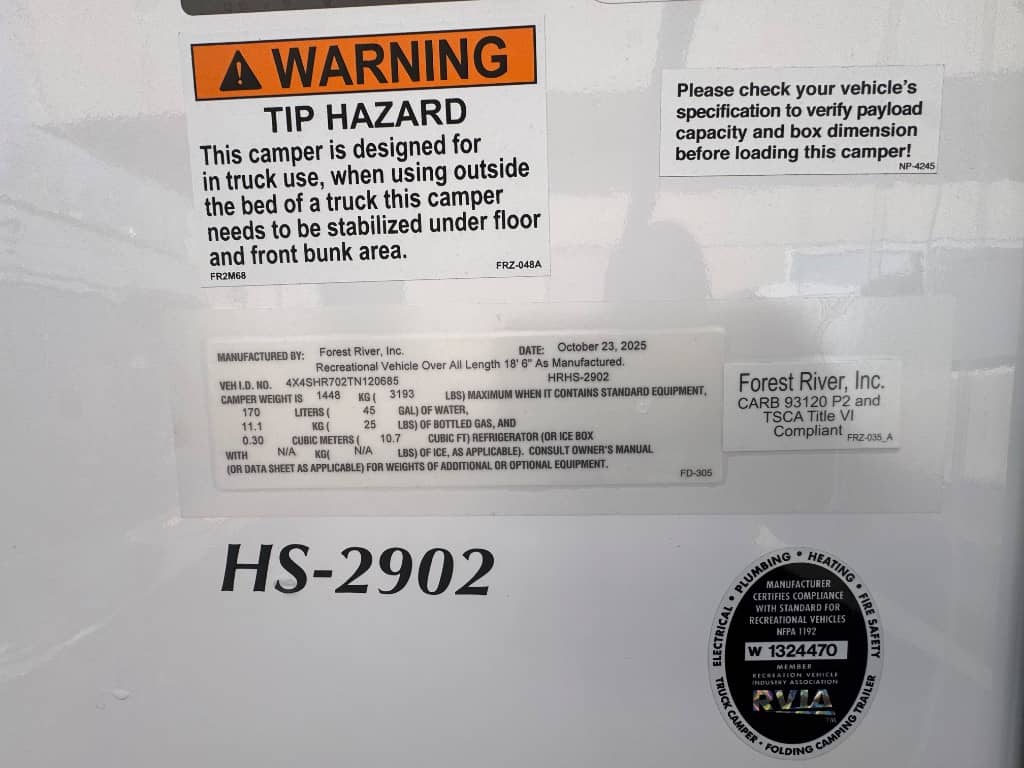 WARNING
TIP HAZARD
This camper is designed for
in truck use, when using outside
the bed of a truck this camper
needs to be stabilized under floor
and front bunk area.
FR2M68 FRZ-048A
Please check your vehicle's
specification to verify payload
capacity and box dimension
before loading this camper!
NP-4245
MANUFACTURED BY: Forest River, Inc. DATE: October 23, 2025
Recreational Vehicle Over All Length 18' 6" As Manufactured.
VEH I.D. NO. 4X4SHR702TN120685 HRHS-2902
CAMPER WEIGHT IS 1448 KG ( 3193 LBS) MAXIMUM WHEN IT CONTAINS STANDARD EQUIPMENT,
170 LITERS ( 45 GAL) OF WATER,
11.1 KG ( 25 LBS) OF BOTTLED GAS, AND
0.30 CUBIC METERS ( 10.7 CUBIC FT) REFRIGERATOR (OR ICE BOX
WITH N/A KG( N/A LBS) OF ICE, AS APPLICABLE). CONSULT OWNER'S MANUAL
(OR DATA SHEET AS APPLICABLE) FOR WEIGHTS OF ADDITIONAL OR OPTIONAL EQUIPMENT.
FD-305
Forest River, Inc.
CARB 93120 P2 and
TSCA Title VI
Compliant FRZ-035_A
HS-2902
ELECTRICAL • PLUMBING • HEATING • FIRE SAFETY
MANUFACTURER
CERTIFIES COMPLIANCE
WITH STANDARD FOR
RECREATIONAL VEHICLES
NFPA 1192
W 1324470
MEMBER
RECREATION VEHICLE
INDUSTRY ASSOCIATION
RVIA
TM
TRUCK CAMPER • FOLDING CAMPING TRAILER